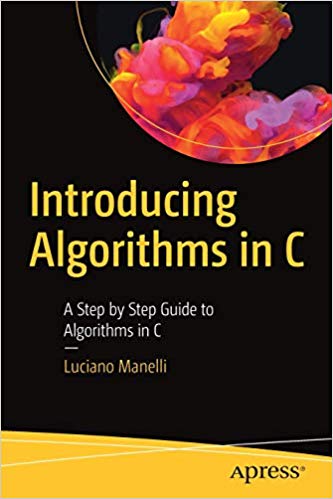 Introducing
Algorithms in C
A Step by Step Guide to
Algorithms in C
—
Luciano Manelli
Apress®